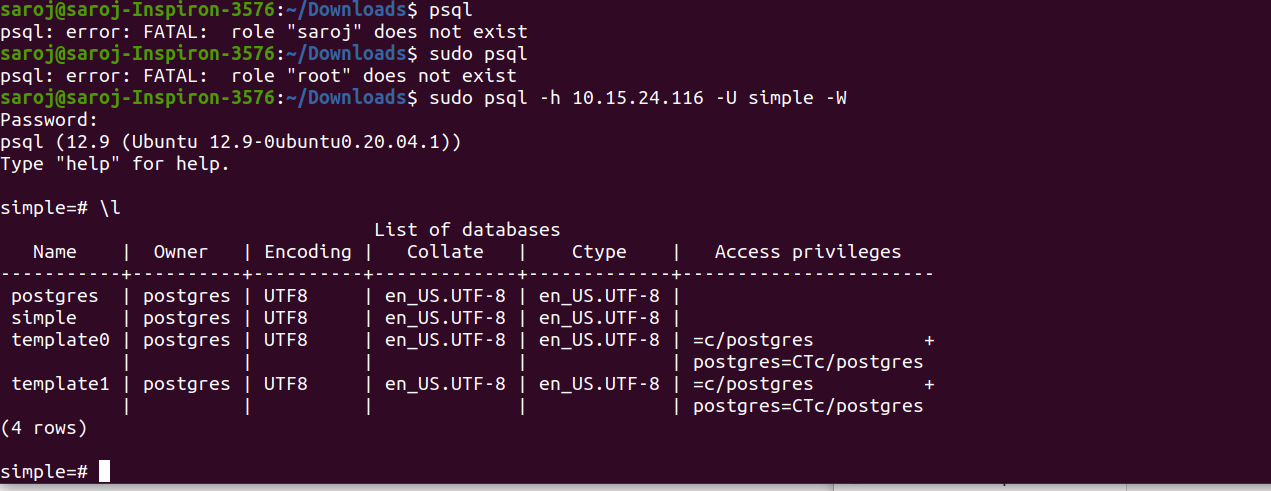 saroj@saroj-Inspiron-3576:~/Downloads$ psql
psql: error: FATAL:  role "saroj" does not exist
saroj@saroj-Inspiron-3576:~/Downloads$ sudo psql
psql: error: FATAL:  role "root" does not exist
saroj@saroj-Inspiron-3576:~/Downloads$ sudo psql -h 10.15.24.116 -U simple -W
Password:
psql (12.9 (Ubuntu 12.9-0ubuntu0.20.04.1))
Type "help" for help.

simple=# \l
                                  List of databases
   Name    |  Owner   | Encoding |   Collate   |    Ctype    |   Access privileges
-----------+----------+----------+-------------+-------------+-----------------------
 postgres  | postgres | UTF8     | en_US.UTF-8 | en_US.UTF-8 |
 simple    | postgres | UTF8     | en_US.UTF-8 | en_US.UTF-8 |
 template0 | postgres | UTF8     | en_US.UTF-8 | en_US.UTF-8 | =c/postgres          +
           |          |          |             |             | postgres=CTc/postgres
 template1 | postgres | UTF8     | en_US.UTF-8 | en_US.UTF-8 | =c/postgres          +
           |          |          |             |             | postgres=CTc/postgres
(4 rows)

simple=#